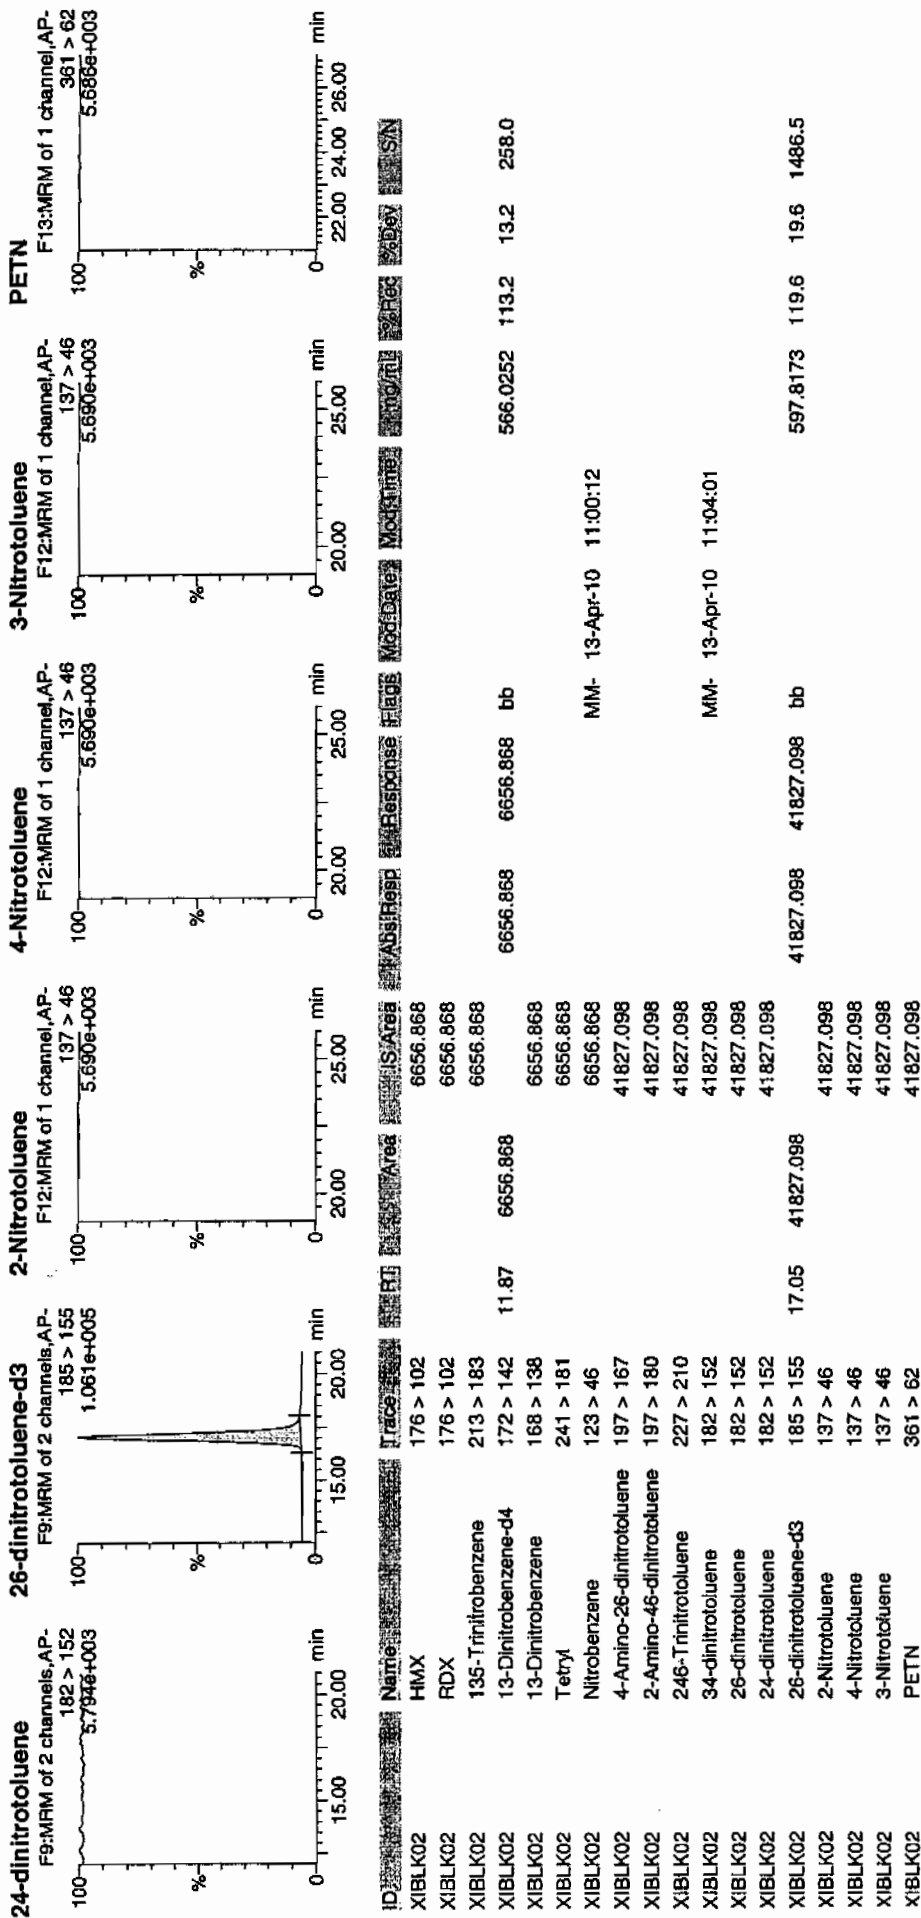 24-dinitrotoluene
F9:MRM of 2 channels,AP-
182 > 152
5.794e+003
100
%
0
15.00 20.00 min
26-dinitrotoluene-d3
F9:MRM of 2 channels,AP-
185 > 155
1.061e+005
100
%
0
15.00 20.00 min
2-Nitrotoluene
F12:MRM of 1 channel,AP-
137 > 46
5.690e+003
100
%
0
20.00 25.00 min
4-Nitrotoluene
F12:MRM of 1 channel,AP-
137 > 46
5.690e+003
100
%
0
20.00 25.00 min
3-Nitrotoluene
F12:MRM of 1 channel,AP-
137 > 46
5.690e+003
100
%
0
20.00 25.00 min
PETN
F13:MRM of 1 channel,AP-
361 > 62
5.686e+003
100
%
0
22.00 24.00 26.00 min
ID Name Trace RT Area IS Area Abs.Resp Response Flags Mod.Date Mod.Time ng/mL %Rec %Dev S/N
XIBLK02 HMX 176 > 102 6656.868
XIBLK02 RDX 176 > 102 6656.868
XIBLK02 135-Trinitrobenzene 213 > 183 6656.868
XIBLK02 13-Dinitrobenzene-d4 172 > 142 11.87 6656.868 6656.868 6656.868 bb 566.0252 113.2 13.2 258.0
XIBLK02 13-Dinitrobenzene 168 > 138 6656.868
XIBLK02 Tetryl 241 > 181 6656.868
XIBLK02 Nitrobenzene 123 > 46 6656.868 MM- 13-Apr-10 11:00:12
XIBLK02 4-Amino-26-dinitrotoluene 197 > 167 41827.098
XIBLK02 2-Amino-46-dinitrotoluene 197 > 180 41827.098
XIBLK02 246-Trinitrotoluene 227 > 210 41827.098
XIBLK02 34-dinitrotoluene 182 > 152 41827.098 MM- 13-Apr-10 11:04:01
XIBLK02 26-dinitrotoluene 182 > 152 41827.098
XIBLK02 24-dinitrotoluene 182 > 152 41827.098
XIBLK02 26-dinitrotoluene-d3 185 > 155 17.05 41827.098 41827.098 41827.098 bb 597.8173 119.6 19.6 1486.5
XIBLK02 2-Nitrotoluene 137 > 46 41827.098
XIBLK02 4-Nitrotoluene 137 > 46 41827.098
XIBLK02 3-Nitrotoluene 137 > 46 41827.098
XIBLK02 PETN 361 > 62 41827.098